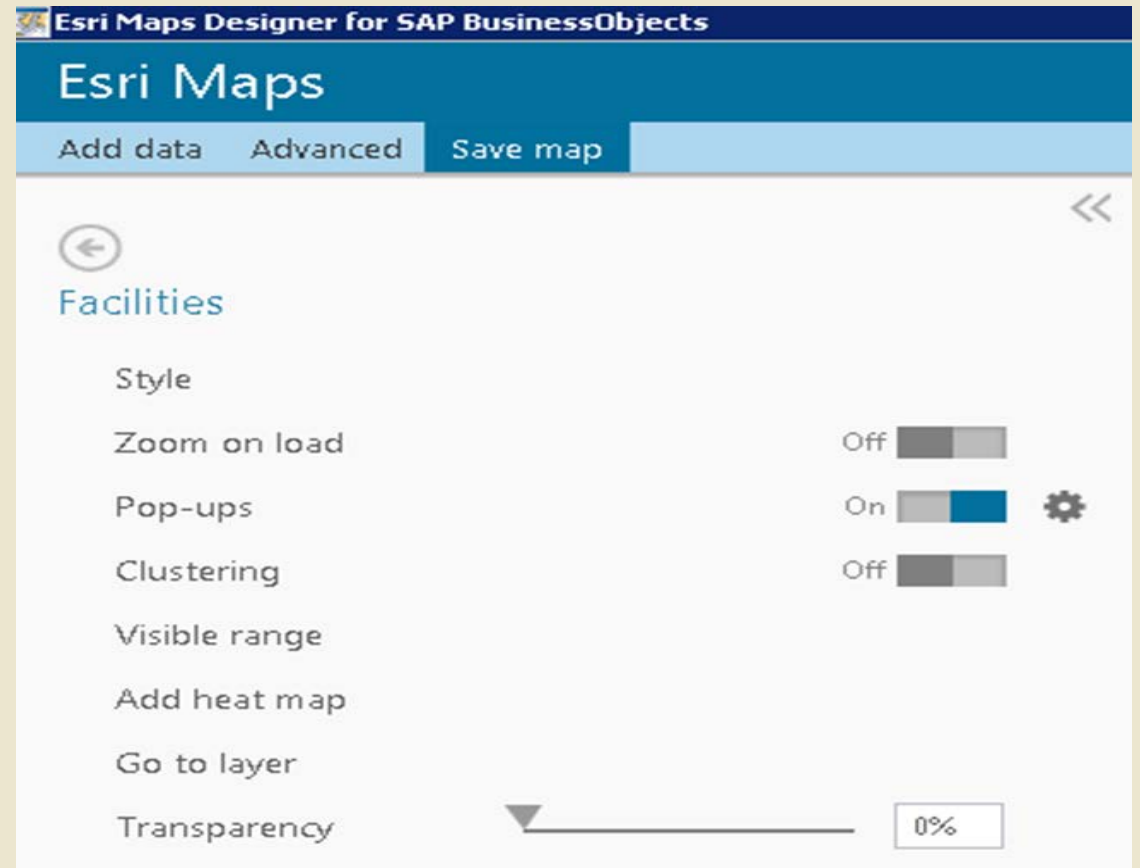 Esri Maps Designer for SAP BusinessObjects
Esri Maps
Add data Advanced Save map
Facilities
Style
Zoom on load Off
Pop-ups On
Clustering Off
Visible range
Add heat map
Go to layer
Transparency 0%